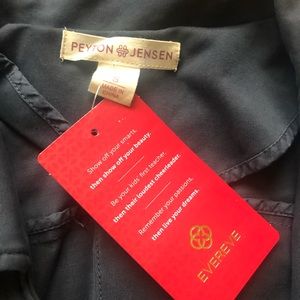 PEYTON JENSEN
MADE IN
CHINA
Show off your smarts,
then show off your beauty.
Be your kids' first teacher,
then their loudest cheerleader.
Remember your passions,
then live your dreams.
EVEREVE